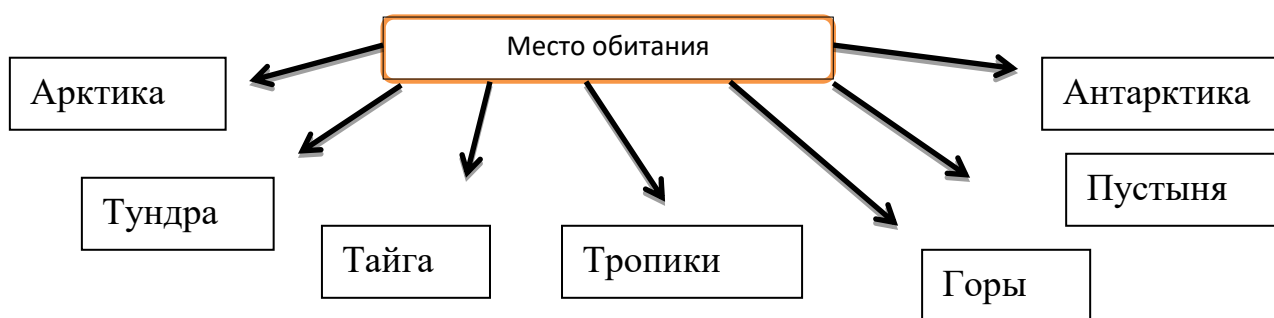 Место обитания
Арктика
Антарктика
Тундра
Пустыня
Тайга
Тропики
Горы